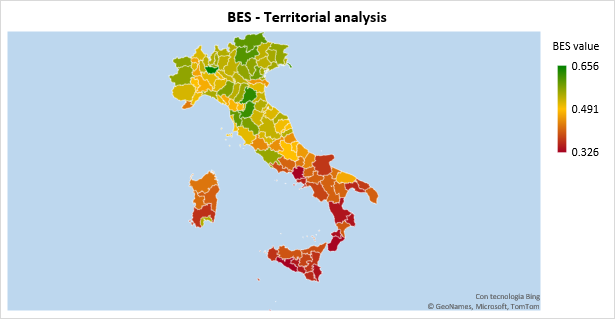 BES - Territorial analysis
BES value
0.656
0.491
0.326
Con tecnologia Bing
© GeoNames, Microsoft, TomTom